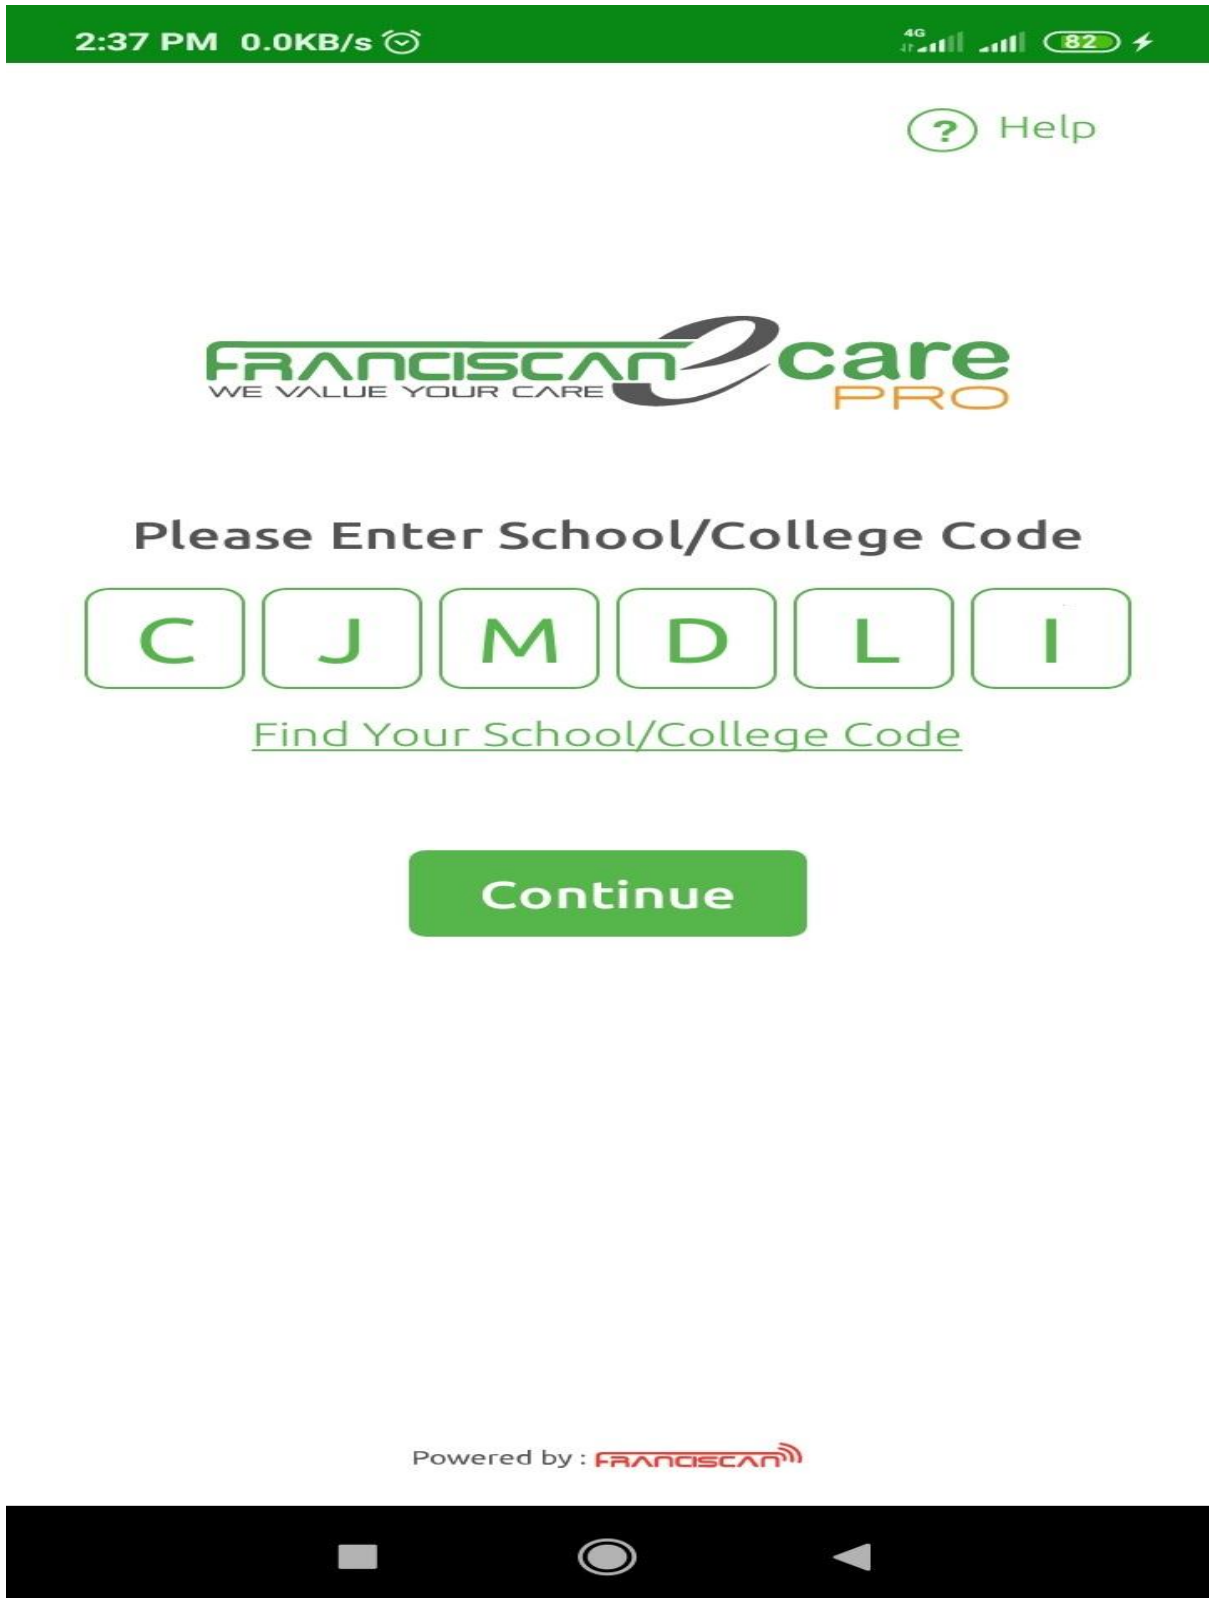 2:37 PM 0.0KB/s 4G 82
? Help
FRANCISCAN e care
WE VALUE YOUR CARE PRO
Please Enter School/College Code
C J M D L I
Find Your School/College Code
Continue
Powered by : FRANCISCAN